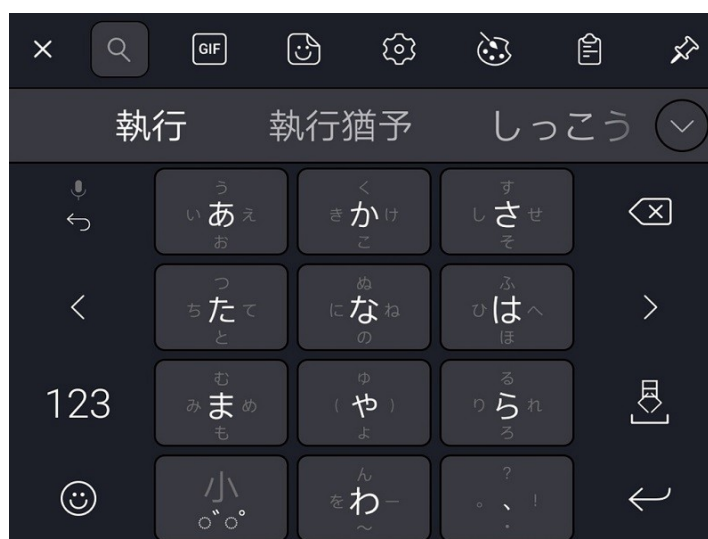 GIF
執行 執行猶予 しっこう
う く す
い あ え き か け し さ せ
お こ そ
つ ぬ ふ
ち た て に な ね ひ は へ
と の ほ
む ゆ る
123 み ま め ( や ) り ら れ
も よ ろ
小 ん ?
゛゜ を わ ー 。 、 !
〜 ・